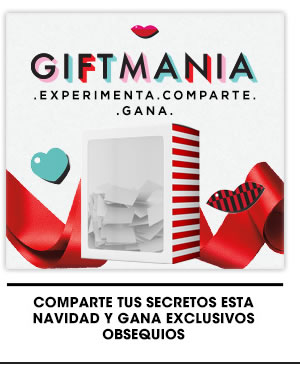 GIFTMANIA
.EXPERIMENTA.COMPARTE.
.GANA.
COMPARTE TUS SECRETOS ESTA
NAVIDAD Y GANA EXCLUSIVOS
OBSEQUIOS